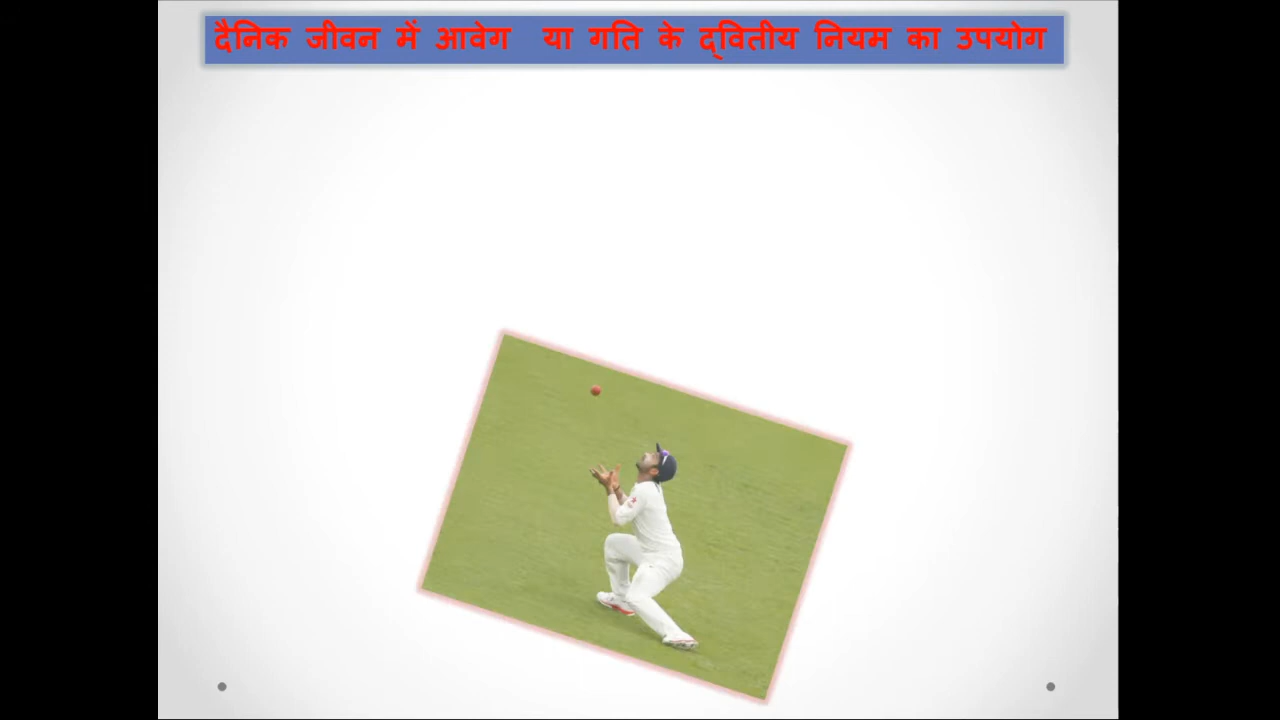 दैनिक जीवन में आवेग या गति के द्वितीय नियम का उपयोग